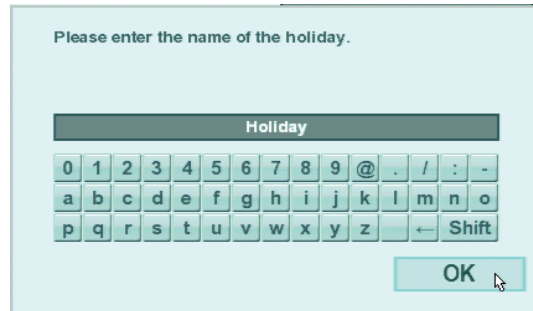 Please enter the name of the holiday.
Holiday
0 1 2 3 4 5 6 7 8 9 @ . / : -
a b c d e f g h i j k l m n o
p q r s t u v w x y z ← Shift
OK